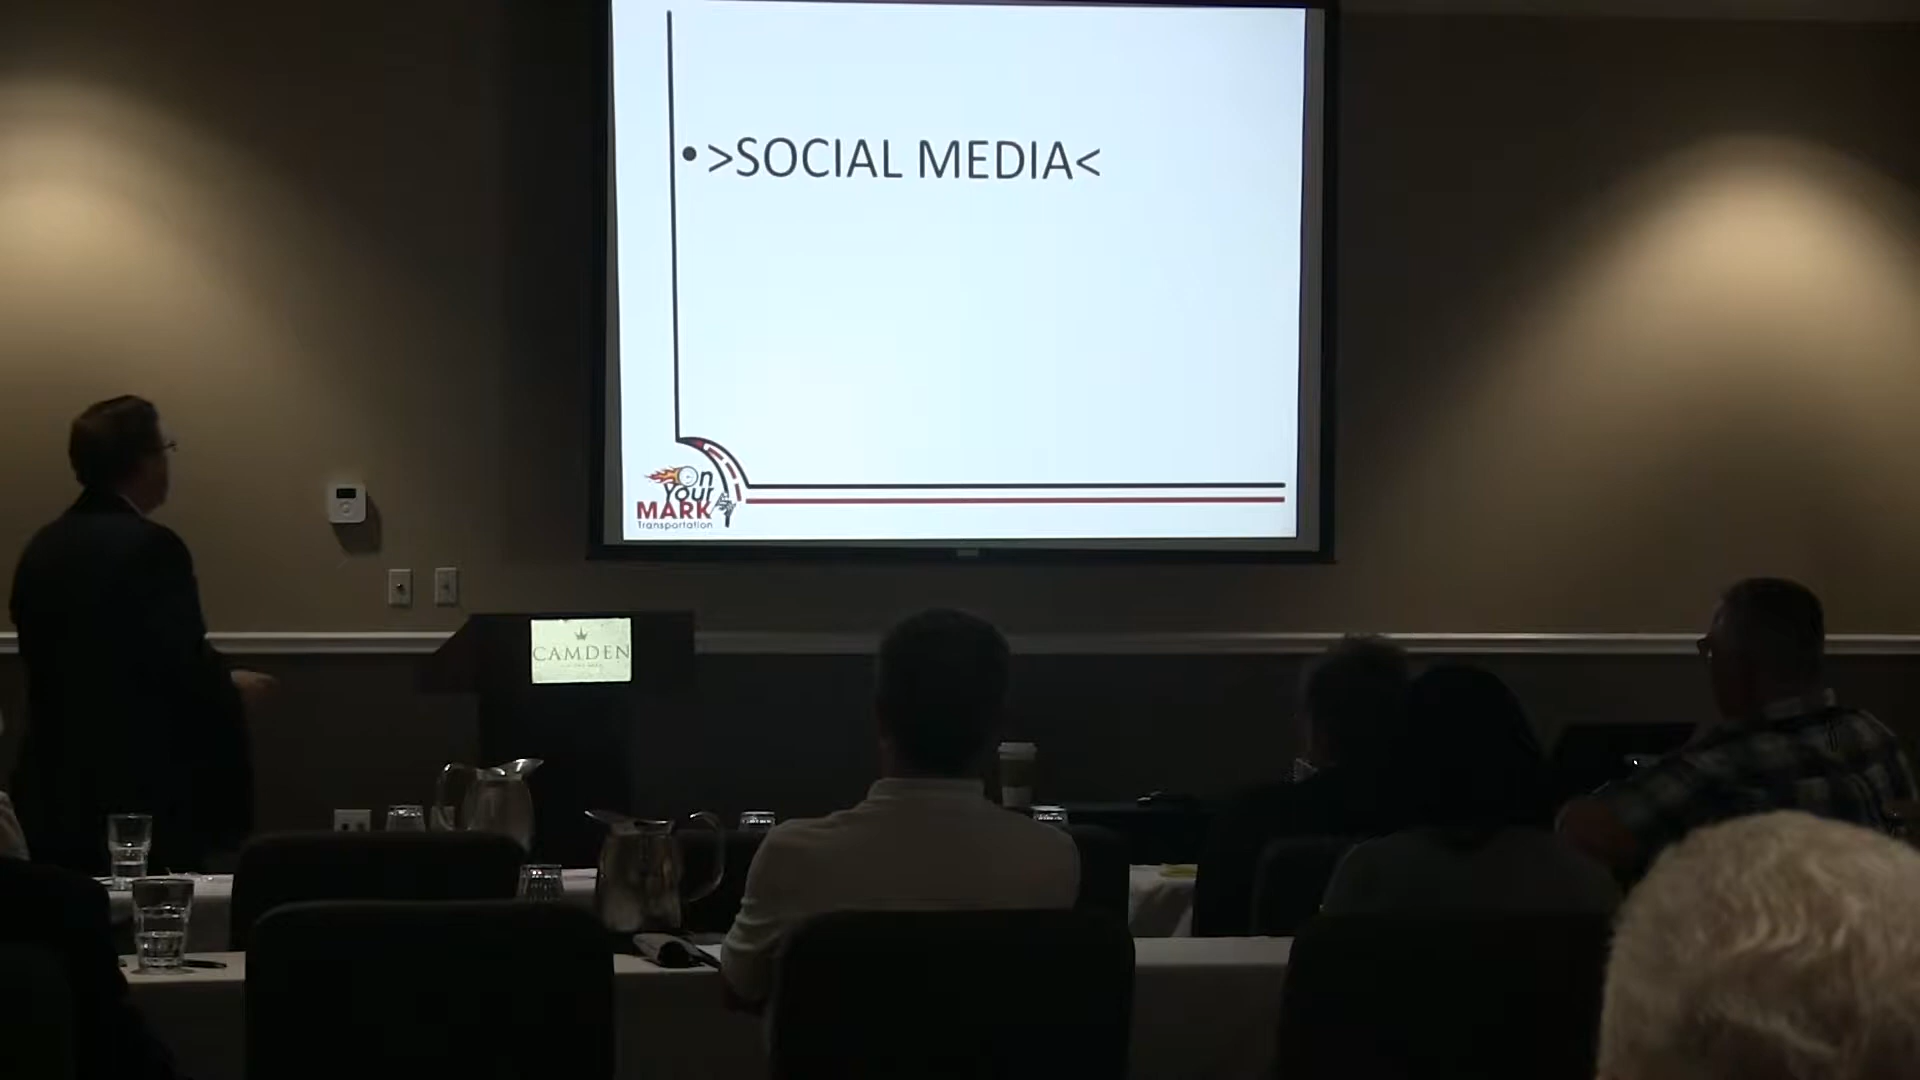 • >SOCIAL MEDIA<
On
Your
MARK
Transportation
CAMDEN